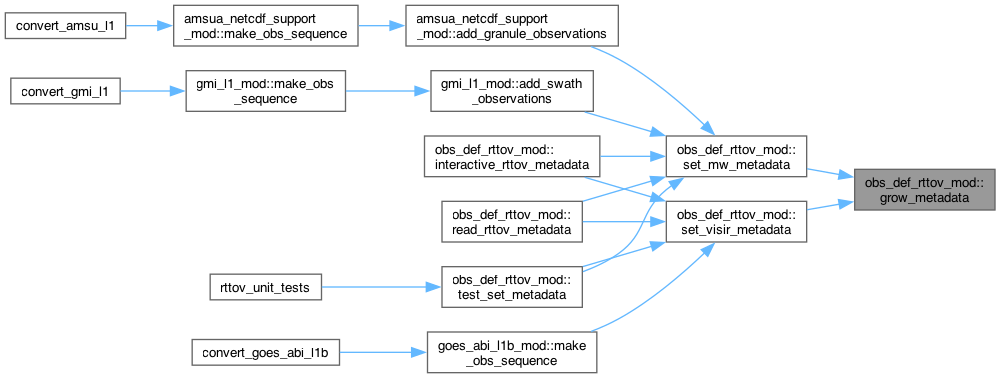 convert_amsu_l1
amsua_netcdf_support
_mod::make_obs_sequence
amsua_netcdf_support
_mod::add_granule_observations
convert_gmi_l1
gmi_l1_mod::make_obs
_sequence
gmi_l1_mod::add_swath
_observations
obs_def_rttov_mod::
interactive_rttov_metadata
obs_def_rttov_mod::
set_mw_metadata
obs_def_rttov_mod::
grow_metadata
obs_def_rttov_mod::
read_rttov_metadata
obs_def_rttov_mod::
set_visir_metadata
rttov_unit_tests
obs_def_rttov_mod::
test_set_metadata
convert_goes_abi_l1b
goes_abi_l1b_mod::make
_obs_sequence